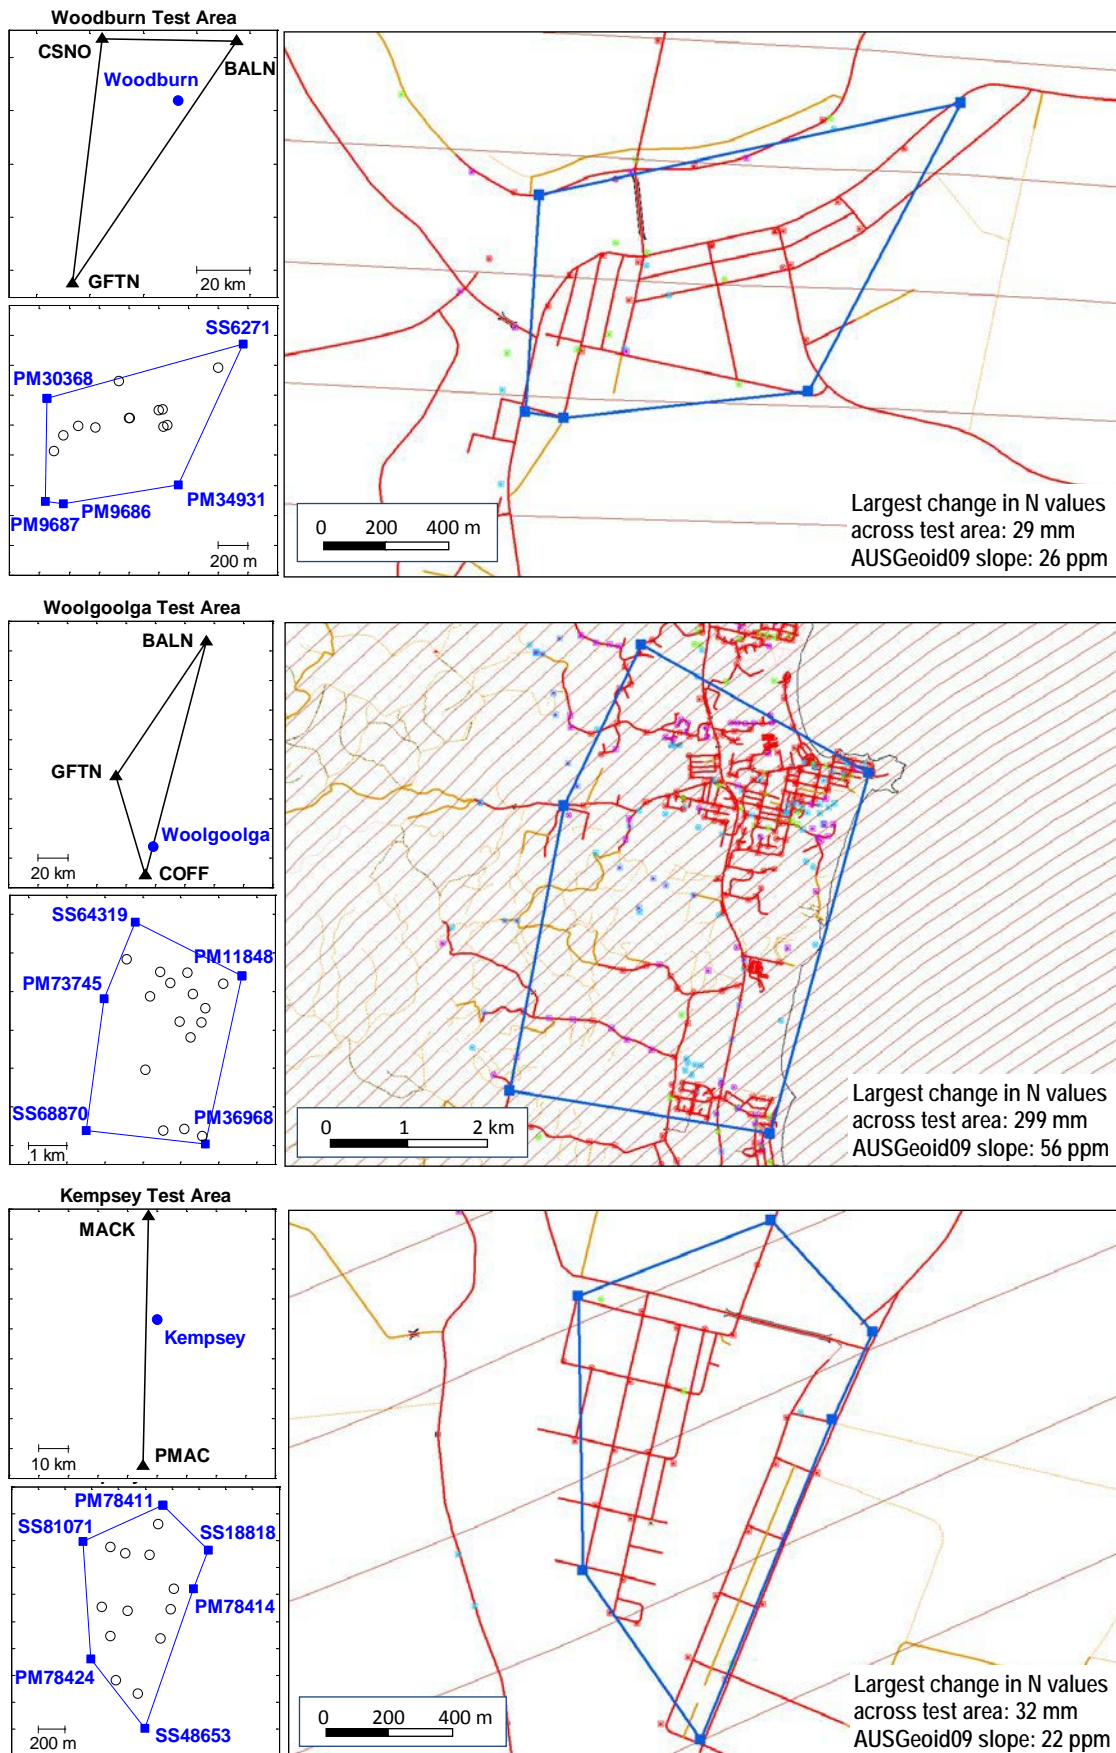 Woodburn Test Area
CSNO
BALN
Woodburn
GFTN
20 km
SS6271
PM30368
PM34931
PM9686
PM9687
200 m
0 200 400 m
Largest change in N values
across test area: 29 mm
AUSGeoid09 slope: 26 ppm
Woolgoolga Test Area
BALN
GFTN
Woolgoolga
20 km
COFF
SS64319
PM11848
PM73745
SS68870
PM36968
1 km
0 1 2 km
Largest change in N values
across test area: 299 mm
AUSGeoid09 slope: 56 ppm
Kempsey Test Area
MACK
Kempsey
10 km
PMAC
PM78411
SS81071
SS18818
PM78414
PM78424
SS48653
200 m
0 200 400 m
Largest change in N values
across test area: 32 mm
AUSGeoid09 slope: 22 ppm